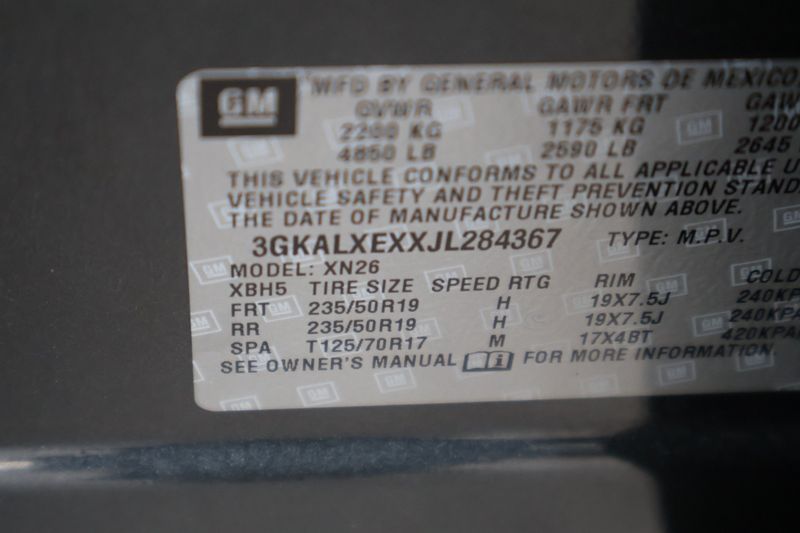 GM MFD BY GENERAL MOTORS DE MEXICO
GVWR GAWR FRT GAW
2200 KG 1175 KG 1200
4850 LB 2590 LB 2645
THIS VEHICLE CONFORMS TO ALL APPLICABLE U
VEHICLE SAFETY AND THEFT PREVENTION STAND
THE DATE OF MANUFACTURE SHOWN ABOVE.
3GKALXEXXJL284367 TYPE: M.P.V.
MODEL: XN26
XBH5 TIRE SIZE SPEED RTG RIM COLD
FRT 235/50R19 H 19X7.5J 240KPA
RR 235/50R19 H 19X7.5J 240KPA
SPA T125/70R17 M 17X4BT 420KPA
SEE OWNER'S MANUAL FOR MORE INFORMATION.